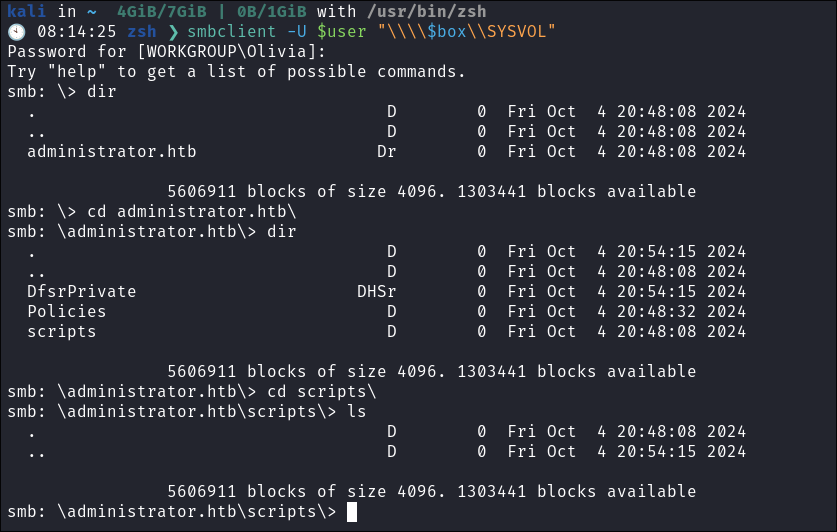 kali in ~  4GiB/7GiB | 0B/1GiB with /usr/bin/zsh
🕙 08:14:25 zsh ❯ smbclient -U $user "\\\\$box\\SYSVOL"
Password for [WORKGROUP\Olivia]:
Try "help" to get a list of possible commands.
smb: \> dir
  .                                   D        0  Fri Oct  4 20:48:08 2024
  ..                                  D        0  Fri Oct  4 20:48:08 2024
  administrator.htb                  Dr        0  Fri Oct  4 20:48:08 2024
                5606911 blocks of size 4096. 1303441 blocks available
smb: \> cd administrator.htb\
smb: \administrator.htb\> dir
  .                                   D        0  Fri Oct  4 20:54:15 2024
  ..                                  D        0  Fri Oct  4 20:48:08 2024
  DfsrPrivate                      DHSr        0  Fri Oct  4 20:54:15 2024
  Policies                            D        0  Fri Oct  4 20:48:32 2024
  scripts                             D        0  Fri Oct  4 20:48:08 2024
                5606911 blocks of size 4096. 1303441 blocks available
smb: \administrator.htb\> cd scripts\
smb: \administrator.htb\scripts\> ls
  .                                   D        0  Fri Oct  4 20:48:08 2024
  ..                                  D        0  Fri Oct  4 20:54:15 2024
                5606911 blocks of size 4096. 1303441 blocks available
smb: \administrator.htb\scripts\>